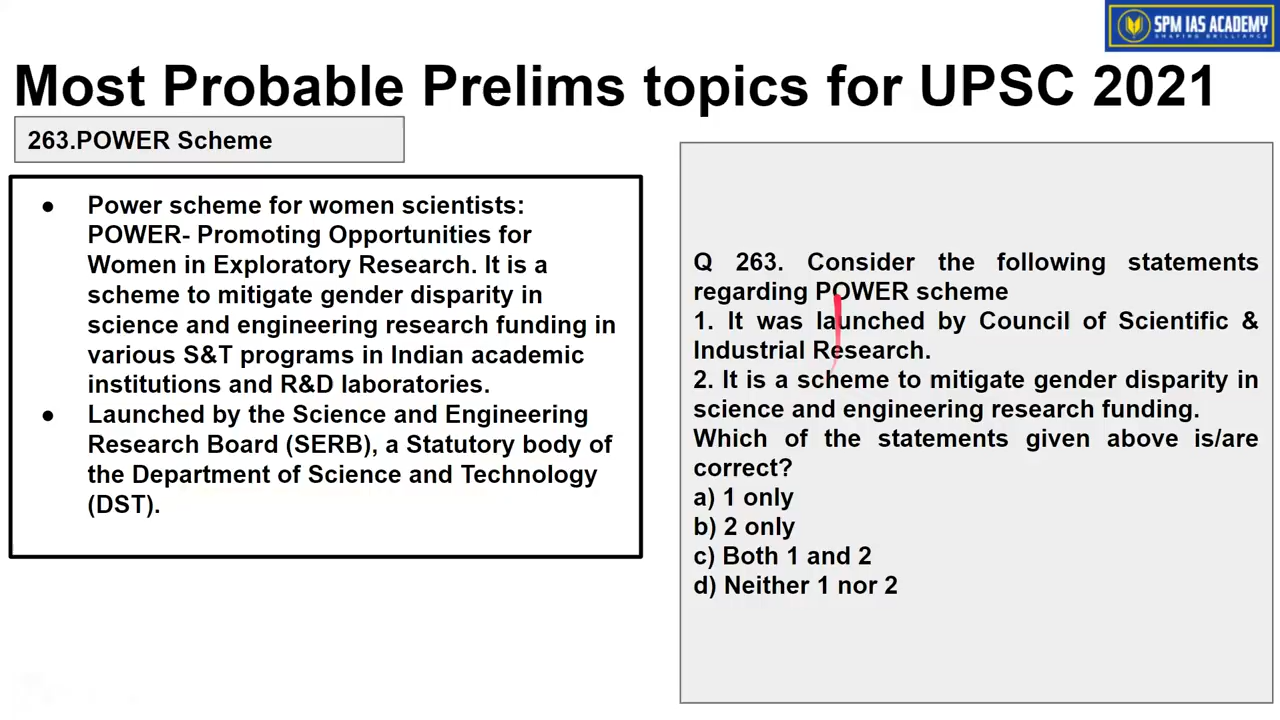 SPM IAS ACADEMY
SHAPING BRILLIANCE
Most Probable Prelims topics for UPSC 2021
263.POWER Scheme
● Power scheme for women scientists:
POWER- Promoting Opportunities for
Women in Exploratory Research. It is a
scheme to mitigate gender disparity in
science and engineering research funding in
various S&T programs in Indian academic
institutions and R&D laboratories.
● Launched by the Science and Engineering
Research Board (SERB), a Statutory body of
the Department of Science and Technology
(DST).
Q 263. Consider the following statements
regarding POWER scheme
1. It was launched by Council of Scientific &
Industrial Research.
2. It is a scheme to mitigate gender disparity in
science and engineering research funding.
Which of the statements given above is/are
correct?
a) 1 only
b) 2 only
c) Both 1 and 2
d) Neither 1 nor 2